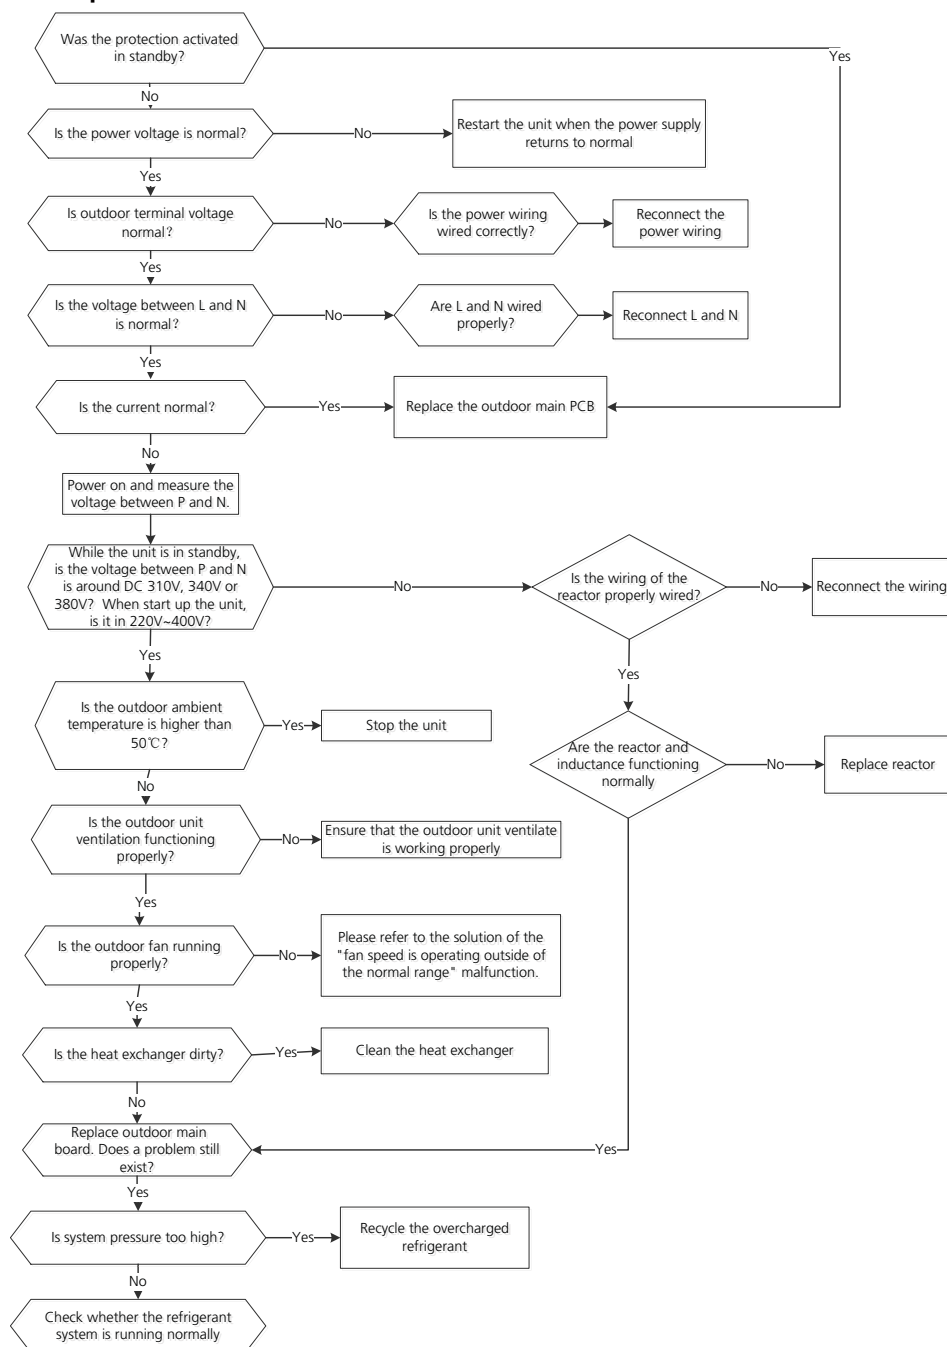 Was the protection activated
in standby?
Yes
No
Is the power voltage is normal?
No
Restart the unit when the power supply
returns to normal
Yes
Is outdoor terminal voltage
normal?
No
Is the power wiring
wired correctly?
Reconnect the
power wiring
Yes
Is the voltage between L and N
is normal?
No
Are L and N wired
properly?
Reconnect L and N
Yes
Is the current normal?
Yes
Replace the outdoor main PCB
No
Power on and measure the
voltage between P and N.
While the unit is in standby,
is the voltage between P and N
is around DC 310V, 340V or
380V? When start up the unit,
is it in 220V~400V?
No
Is the wiring of the
reactor properly wired?
No
Reconnect the wiring
Yes
Yes
Is the outdoor ambient
temperature is higher than
50℃?
Yes
Stop the unit
Are the reactor and
inductance functioning
normally
No
Replace reactor
No
Is the outdoor unit
ventilation functioning
properly?
No
Ensure that the outdoor unit ventilate
is working properly
Yes
Is the outdoor fan running
properly?
No
Please refer to the solution of the
"fan speed is operating outside of
the normal range" malfunction.
Yes
Is the heat exchanger dirty?
Yes
Clean the heat exchanger
No
Replace outdoor main
board. Does a problem still
exist?
Yes
Yes
Is system pressure too high?
Yes
Recycle the overcharged
refrigerant
No
Check whether the refrigerant
system is running normally